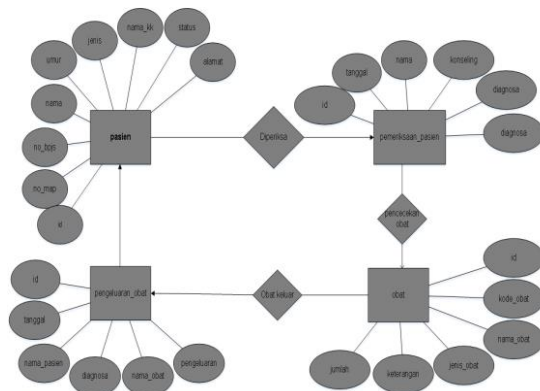 nama_kk
status
jenis
umur
alamat
nama
no_bpjs
no_map
id
pasien
Diperiksa
nama
konseling
tanggal
diagnosa
id
diagnosa
pemeriksaan_pasien
pencecekan
obat
id
kode_obat
nama_obat
jenis_obat
keterangan
jumlah
obat
Obat keluar
pengeluaran_obat
id
tanggal
nama_pasien
diagnosa
nama_obat
pengeluaran